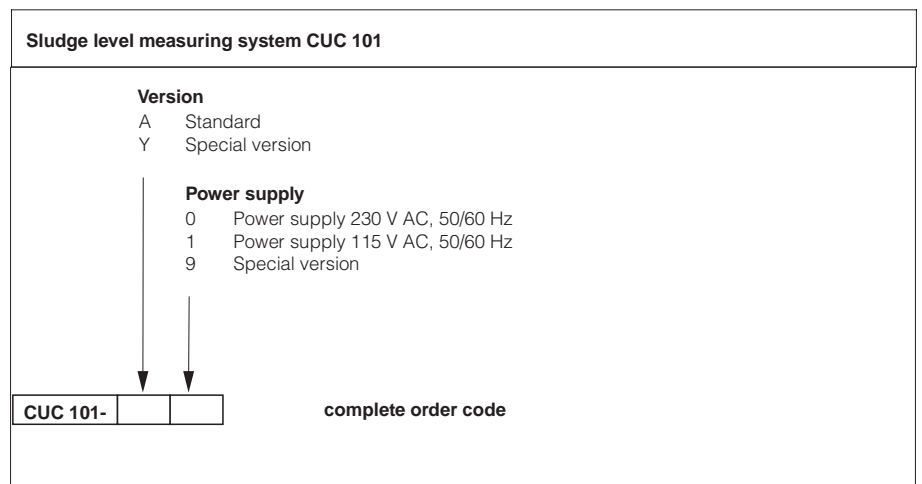 Sludge level measuring system CUC 101
Version
A Standard
Y Special version
Power supply
0 Power supply 230 V AC, 50/60 Hz
1 Power supply 115 V AC, 50/60 Hz
9 Special version
CUC 101- complete order code